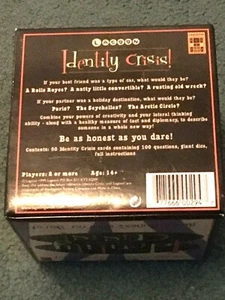 LAGOON
Identity Crisis!
If your best friend was a type of car, what would they be?
A Rolls Royce? A natty little convertible? A rusting old wreck?
If your partner was a holiday destination, what would they be?
Paris? The Seychelles? The Arctic Circle?
Combine your powers of creativity and your lateral thinking
ability - along with a healthy measure of tact and diplomacy, to describe
someone in a whole new way!
Be as honest as you dare!
Contents: 50 Identity Crisis cards containing 100 questions, giant dice,
full instructions
Players: 3 or more Age: 14+